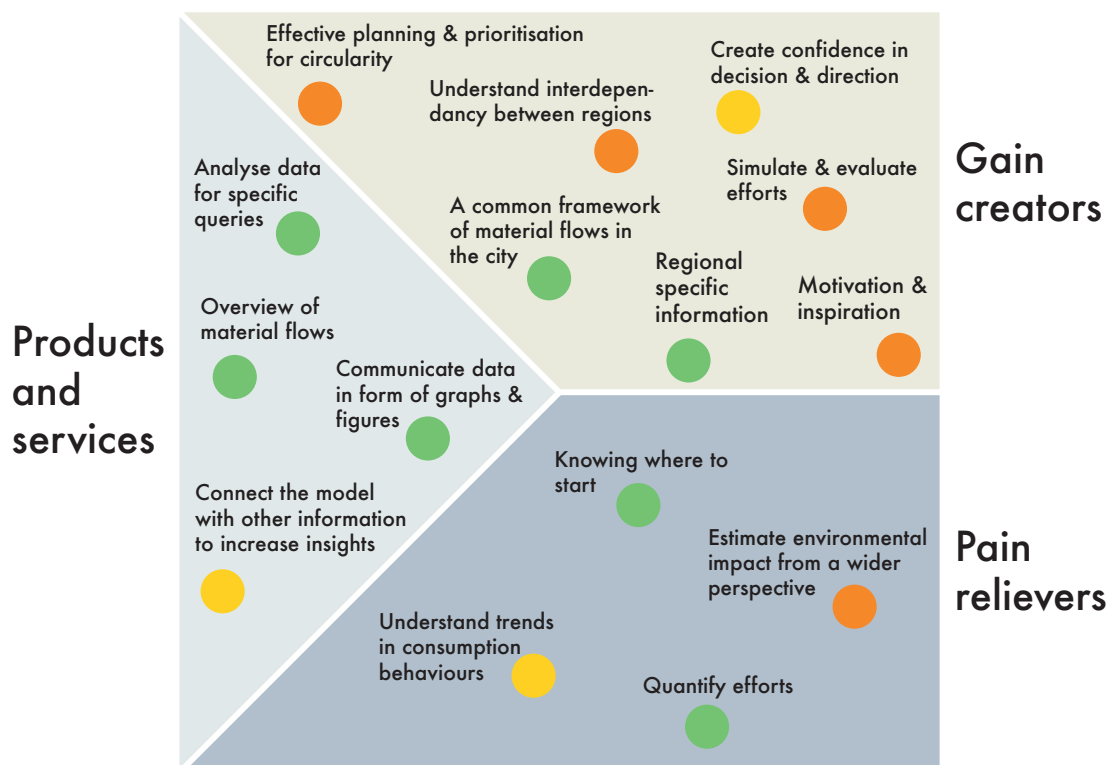 Effective planning & prioritisation
for circularity
Create confidence in
decision & direction
Understand interdepen-
dancy between regions
Gain
creators
Simulate & evaluate
efforts
A common framework
of material flows in
the city
Regional
specific
information
Motivation &
inspiration
Products
and
services
Analyse data
for specific
queries
Overview of
material flows
Communicate data
in form of graphs &
figures
Connect the model
with other information
to increase insights
Knowing where to
start
Estimate environmental
impact from a wider
perspective
Pain
relievers
Understand trends
in consumption
behaviours
Quantify efforts